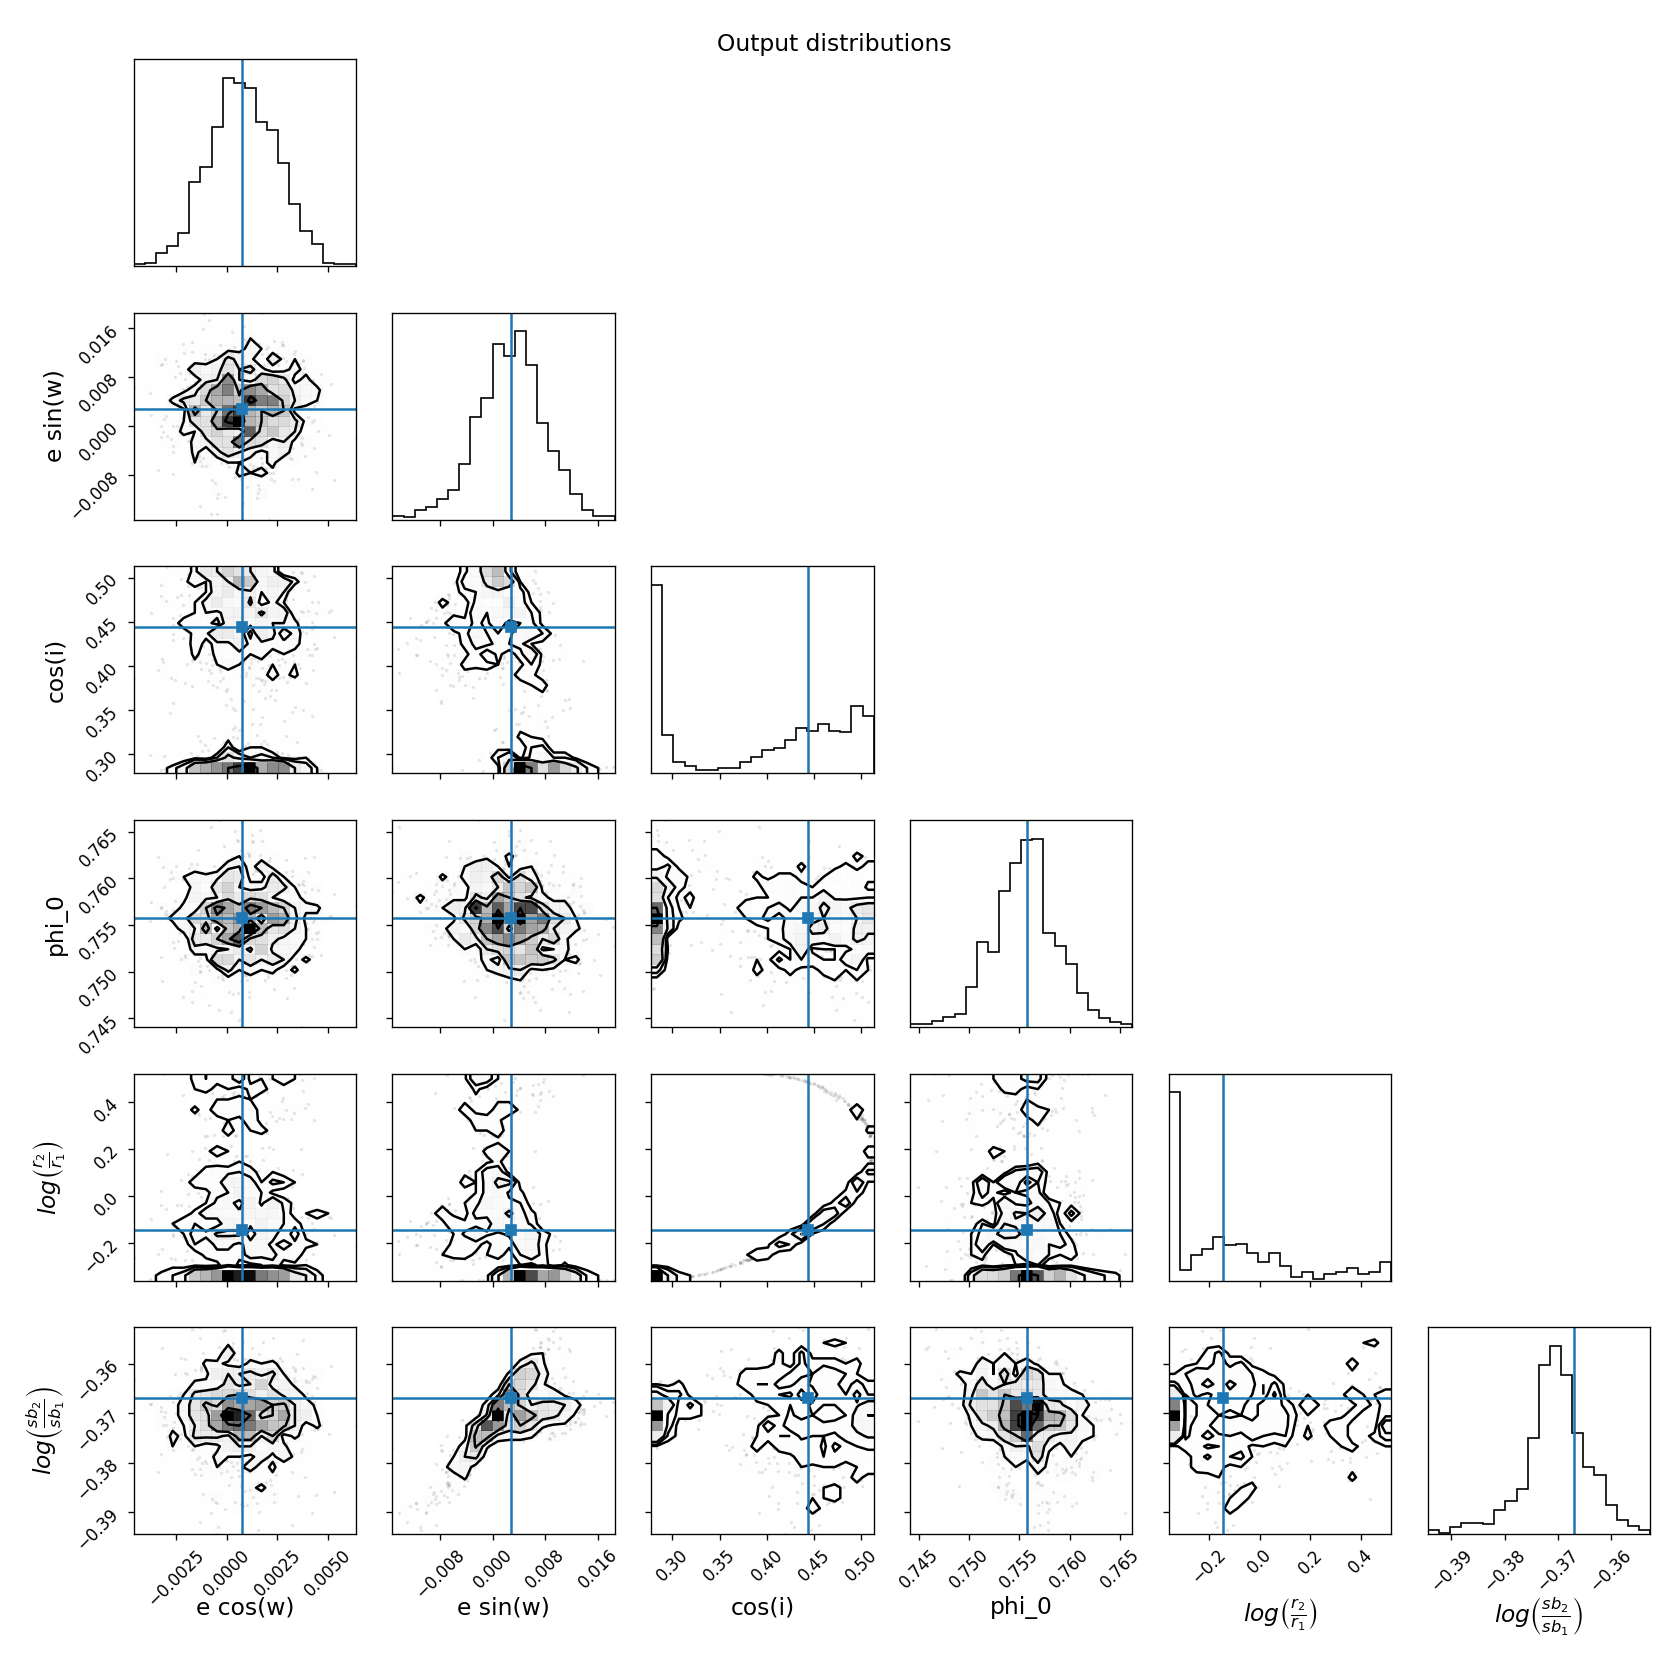 Output distributions
0.016
0.008
0.000
−0.008
e sin(w)
0.50
0.45
0.40
0.35
0.30
cos(i)
0.765
0.760
0.755
0.750
0.745
phi_0
0.4
0.2
0.0
−0.2
log(r2/r1)
−0.36
−0.37
−0.38
−0.39
log(sb2/sb1)
−0.0025 0.0000 0.0025 0.0050
e cos(w)
−0.008 0.000 0.008 0.016
e sin(w)
0.30 0.35 0.40 0.45 0.50
cos(i)
0.745 0.750 0.755 0.760 0.765
phi_0
−0.2 0.0 0.2 0.4
log(r2/r1)
−0.39 −0.38 −0.37 −0.36
log(sb2/sb1)